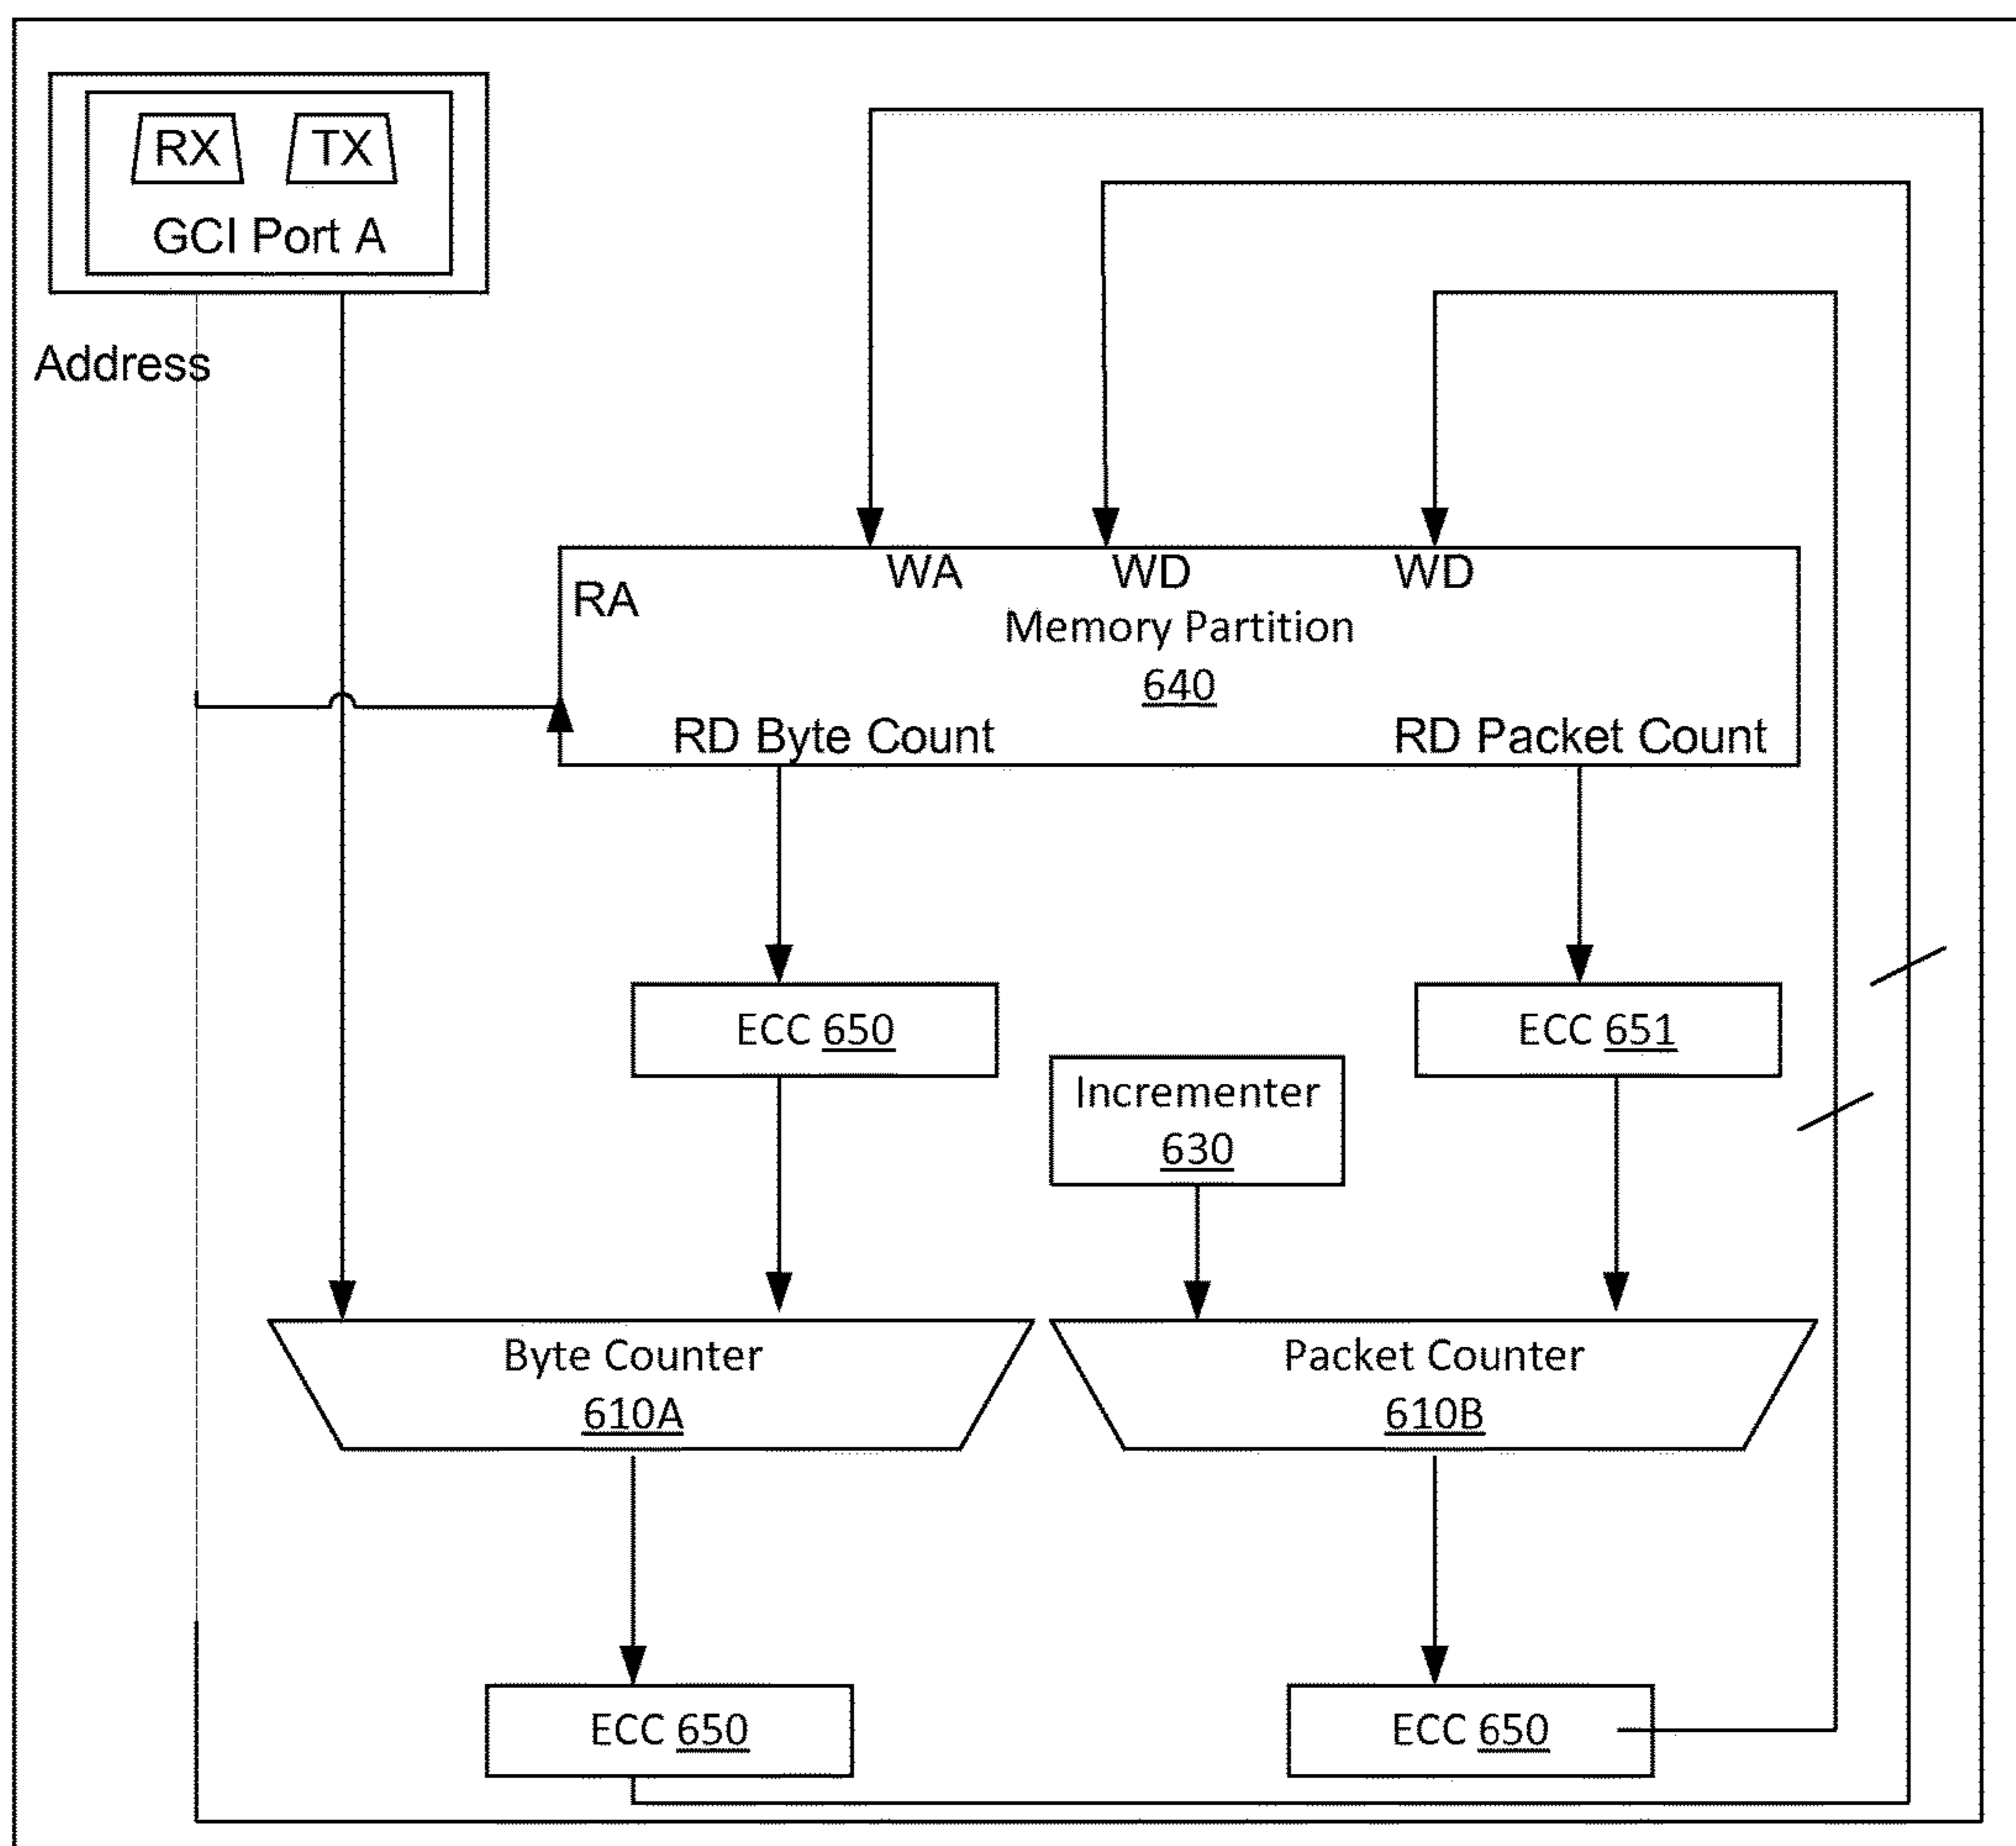 RX
TX
GCI Port A
Address
WA
WD
WD
RA
Memory Partition
640
RD Byte Count
RD Packet Count
ECC 650
ECC 651
Incrementer
630
Byte Counter
610A
Packet Counter
610B
ECC 650
ECC 650